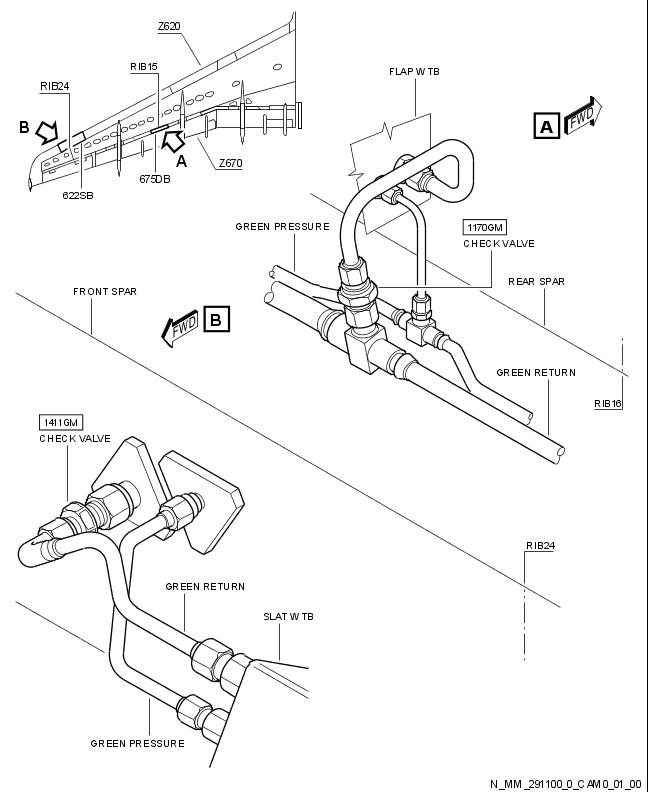 Z620
RIB15
RIB24
B
A
Z670
675DB
622SB
FLAP WTB
A
FWD
GREEN PRESSURE
1170GM
CHECK VALVE
REAR SPAR
FRONT SPAR
FWD
B
GREEN RETURN
RIB16
1411GM
CHECK VALVE
RIB24
GREEN RETURN
SLAT WTB
GREEN PRESSURE
N_MM_291100_0_CAM0_01_00